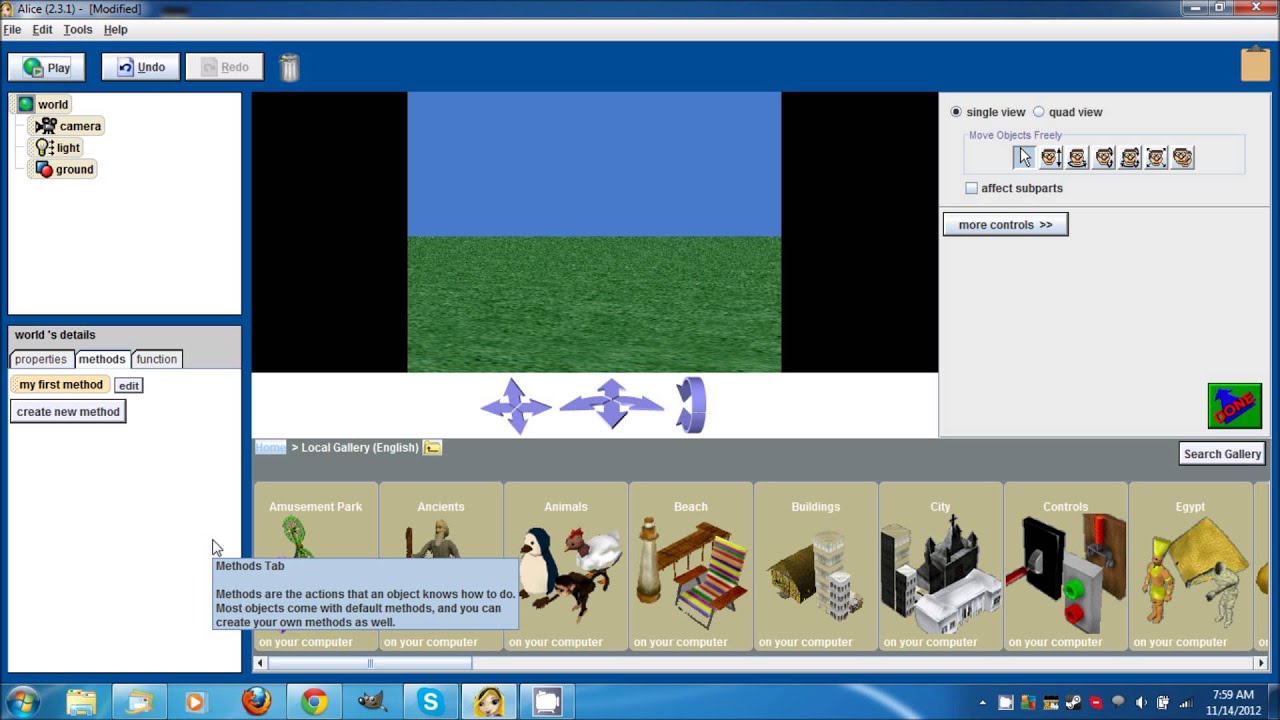 Alice (2.3.1) - [Modified]
File Edit Tools Help
Play Undo Redo
world
camera
light
ground
single view quad view
Move Objects Freely
affect subparts
more controls >>
world 's details
properties methods function
my first method edit
create new method
DONE
Home > Local Gallery (English)
Search Gallery
Amusement Park Ancients Animals Beach Buildings City Controls Egypt
Methods Tab
Methods are the actions that an object knows how to do.
Most objects come with default methods, and you can
create your own methods as well.
on your computer on your computer on your computer on your computer on your computer on your computer on your computer on your computer
7:59 AM
11/14/2012